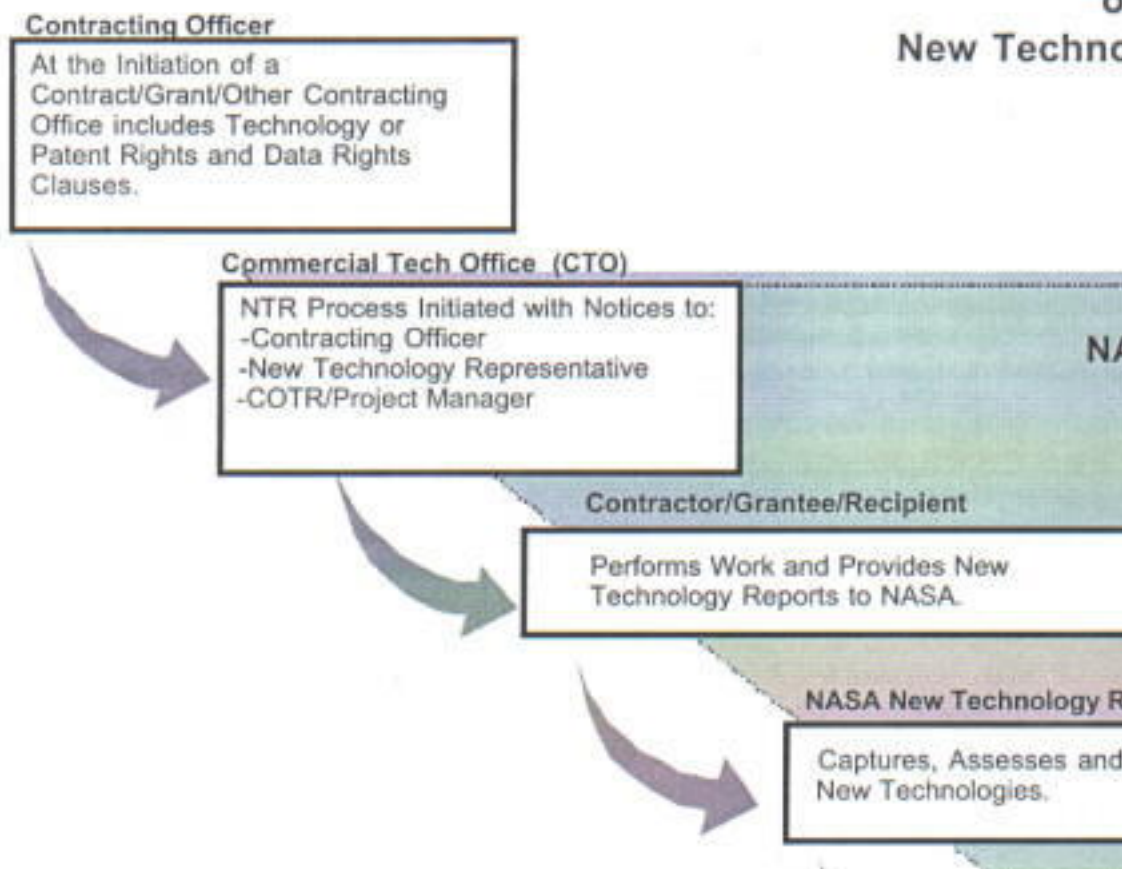 Contracting Officer
At the Initiation of a
Contract/Grant/Other Contracting
Office includes Technology or
Patent Rights and Data Rights
Clauses.
New Techno
Commercial Tech Office (CTO)
NTR Process Initiated with Notices to:
-Contracting Officer
-New Technology Representative
-COTR/Project Manager
NA
Contractor/Grantee/Recipient
Performs Work and Provides New
Technology Reports to NASA.
NASA New Technology R
Captures, Assesses and
New Technologies.